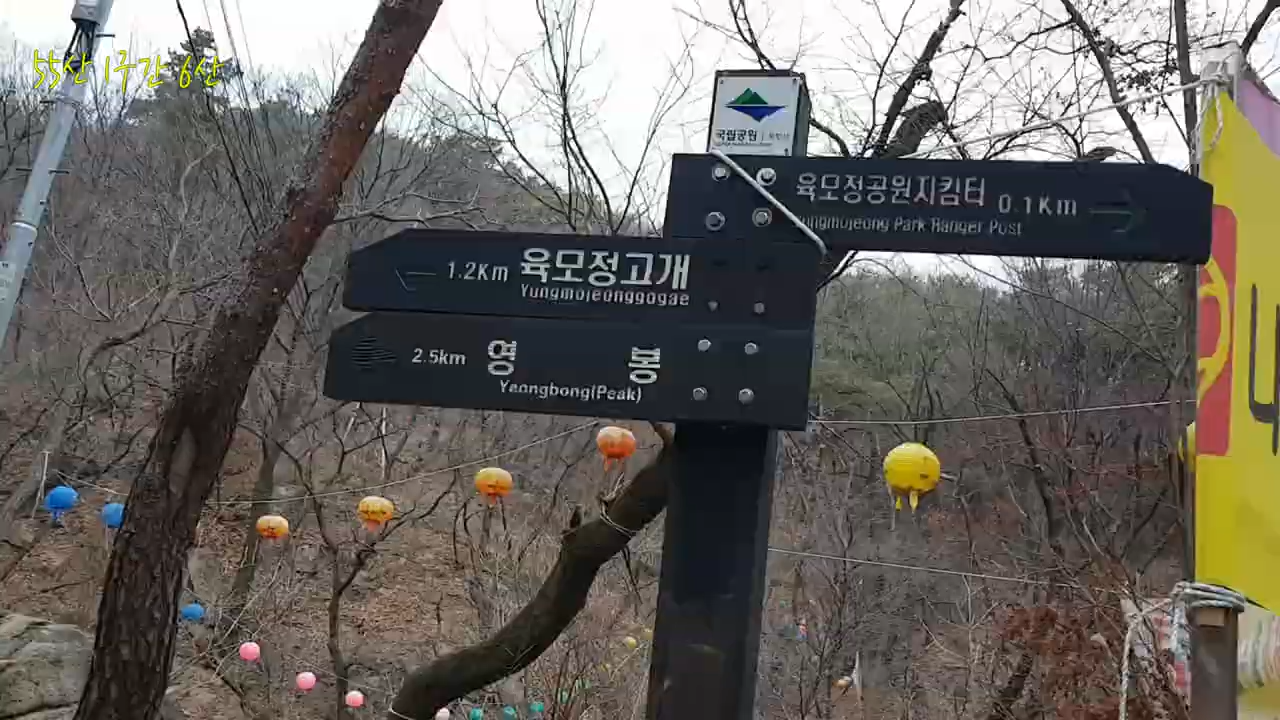 55산 1구간 6산
국립공원
육모정공원지킴터 0.1Km
Yungmojeong Park Ranger Post
1.2Km 육모정고개
Yungmojeonggogae
2.5km 영 봉
Yeongbong(Peak)